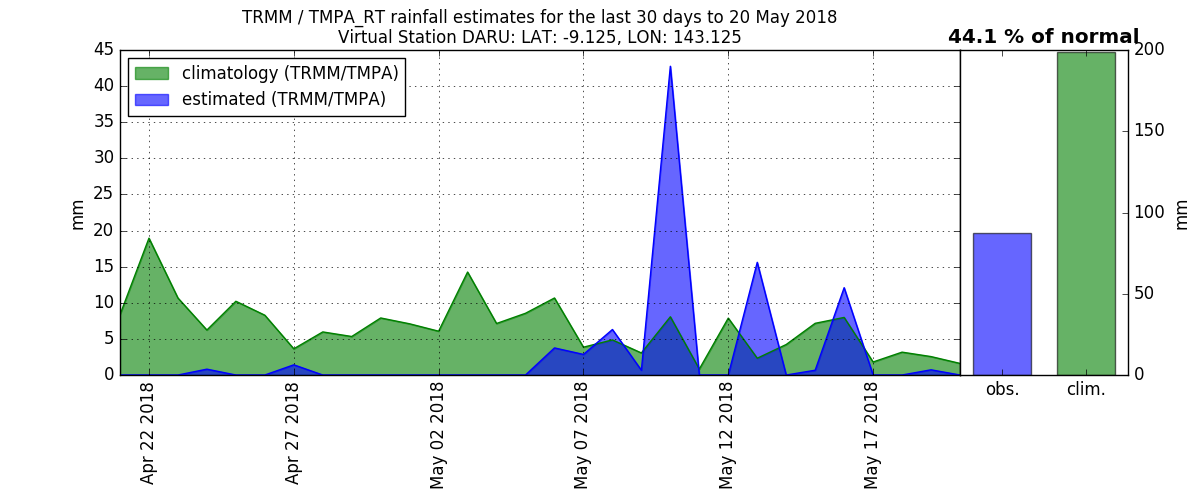 TRMM / TMPA_RT rainfall estimates for the last 30 days to 20 May 2018
Virtual Station DARU: LAT: -9.125, LON: 143.125
44.1 % of normal
climatology (TRMM/TMPA)
estimated (TRMM/TMPA)
45
40
35
30
25
20
15
10
5
0
mm
Apr 22 2018
Apr 27 2018
May 02 2018
May 07 2018
May 12 2018
May 17 2018
200
150
100
50
0
mm
obs.
clim.